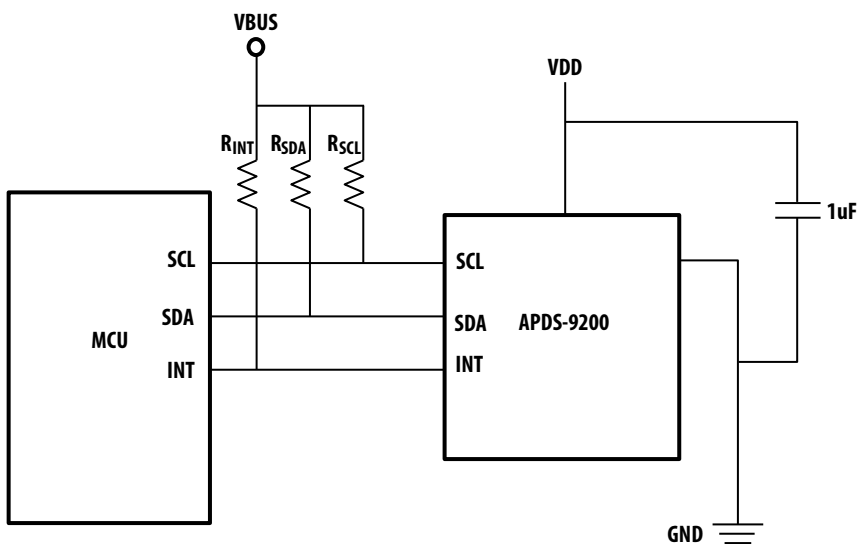 VBUS
VDD
RINT RSDA RSCL
1uF
SCL SCL
SDA SDA
MCU APDS-9200
INT INT
GND